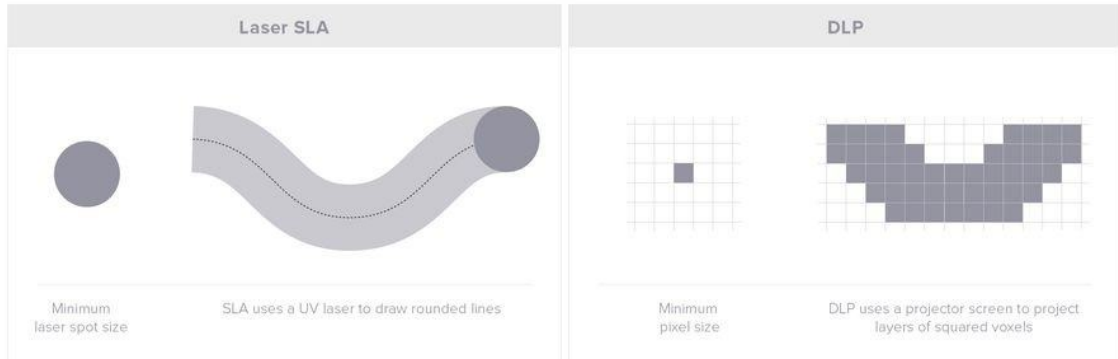 Laser SLA
Minimum
laser spot size
SLA uses a UV laser to draw rounded lines
DLP
Minimum
pixel size
DLP uses a projector screen to project
layers of squared voxels